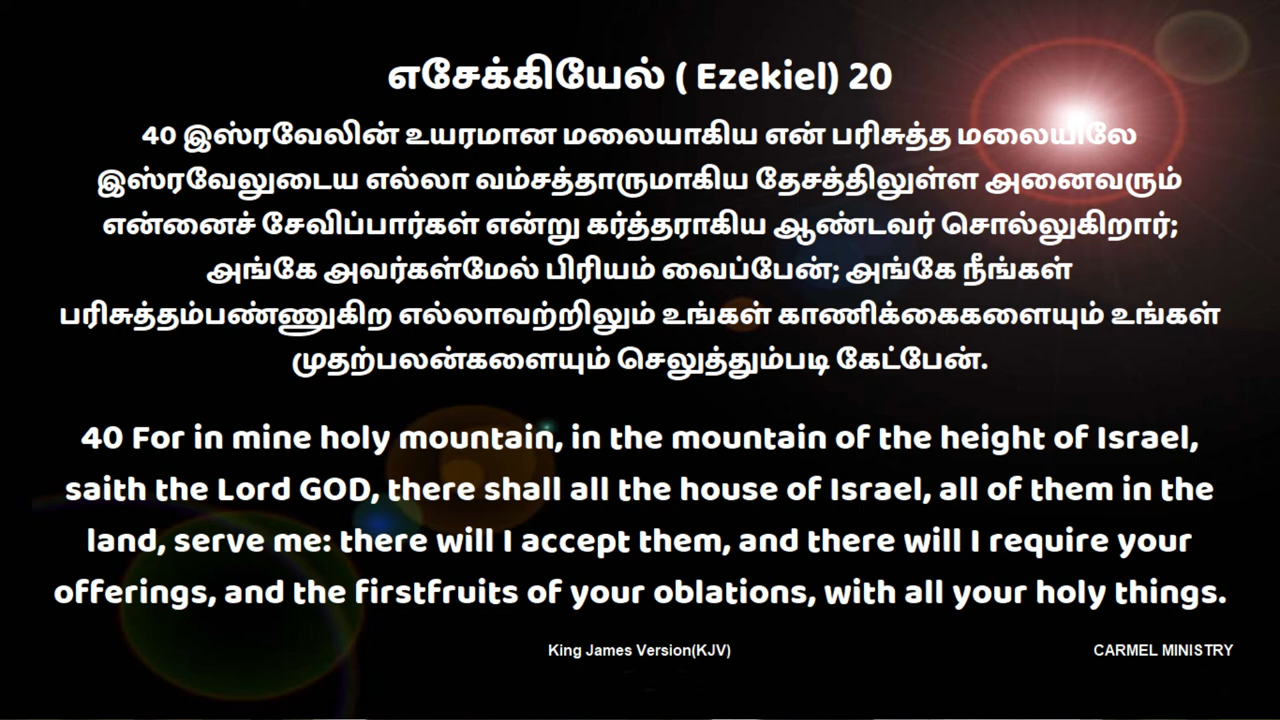 எசேக்கியேல் ( Ezekiel) 20
40 இஸ்ரவேலின் உயரமான மலையாகிய என் பரிசுத்த மலையிலே
இஸ்ரவேலுடைய எல்லா வம்சத்தாருமாகிய தேசத்திலுள்ள அனைவரும்
என்னைச் சேவிப்பார்கள் என்று கர்த்தராகிய ஆண்டவர் சொல்லுகிறார்;
அங்கே அவர்கள்மேல் பிரியம் வைப்பேன்; அங்கே நீங்கள்
பரிசுத்தம்பண்ணுகிற எல்லாவற்றிலும் உங்கள் காணிக்கைகளையும் உங்கள்
முதற்பலன்களையும் செலுத்தும்படி கேட்பேன்.
40 For in mine holy mountain, in the mountain of the height of Israel,
saith the Lord GOD, there shall all the house of Israel, all of them in the
land, serve me: there will I accept them, and there will I require your
offerings, and the firstfruits of your oblations, with all your holy things.
King James Version(KJV)
CARMEL MINISTRY